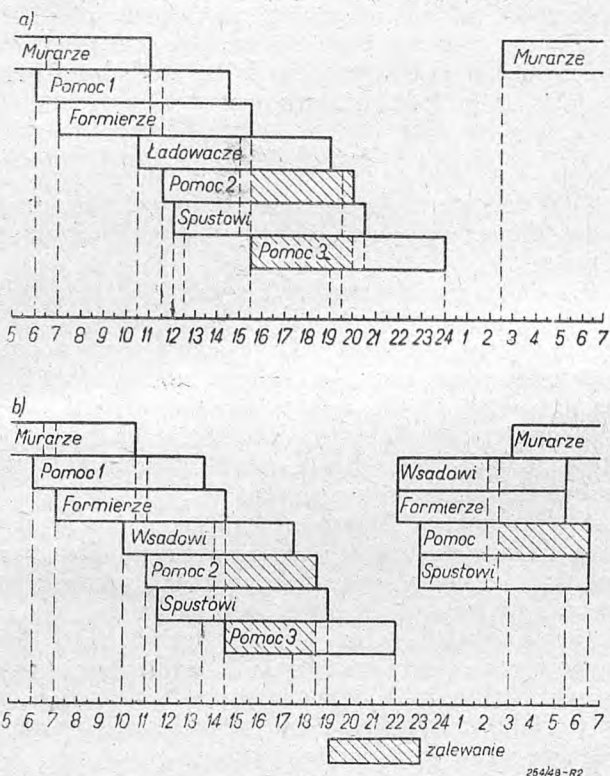 a)
Murarze Murarze
Pomoc 1
Formierze
Ładowacze
Pomoc 2
Spustowi
Pomoc 3
5 6 7 8 9 10 11 12 13 14 15 16 17 18 19 20 21 22 23 24 1 2 3 4 5 6 7
b)
Murarze Murarze
Pomoc 1 Wsadowi
Formierze Formierze
Wsadowi Pomoc
Pomoc 2 Spustowi
Spustowi
Pomoc 3
5 6 7 8 9 10 11 12 13 14 15 16 17 18 19 20 21 22 23 24 1 2 3 4 5 6 7
zalewanie
254/48-R2